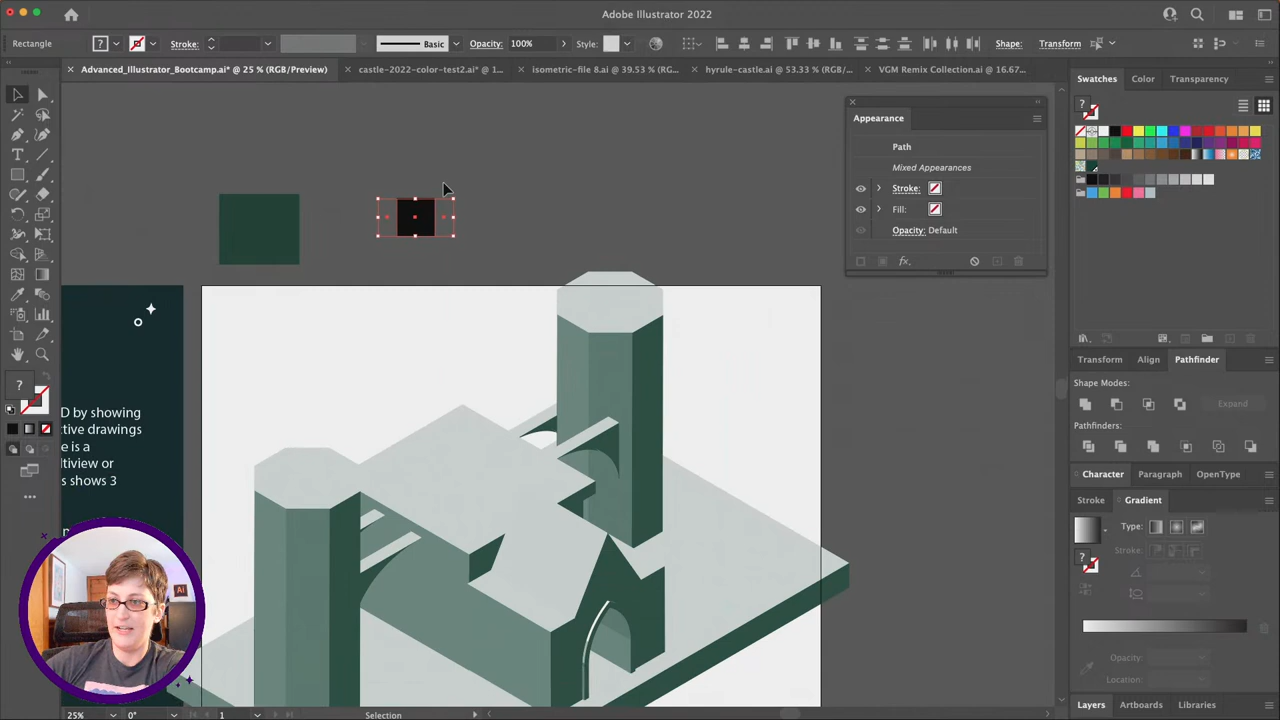 Adobe Illustrator 2022
Rectangle
?
Stroke:
Basic
Opacity:
100%
Style:
Shape:
Transform
Advanced_Illustrator_Bootcamp.ai* @ 25 % (RGB/Preview)
castle-2022-color-test2.ai* @ 1...
isometric-file 8.ai @ 39.53 % (RG...
hyrule-castle.ai @ 53.33 % (RGB/...
VGM Remix Collection.ai @ 16.67...
Swatches
Color
Transparency
?
Appearance
Path
Mixed Appearances
Stroke:
Fill:
Opacity: Default
fx
Transform
Align
Pathfinder
Shape Modes:
Expand
Pathfinders:
Character
Paragraph
OpenType
Stroke
Gradient
Type:
Stroke:
?
Opacity:
Location:
Layers
Artboards
Libraries
?
D by showing
ctive drawings
e is a
ltiview or
s shows 3
Ai
25%
0°
1
Selection